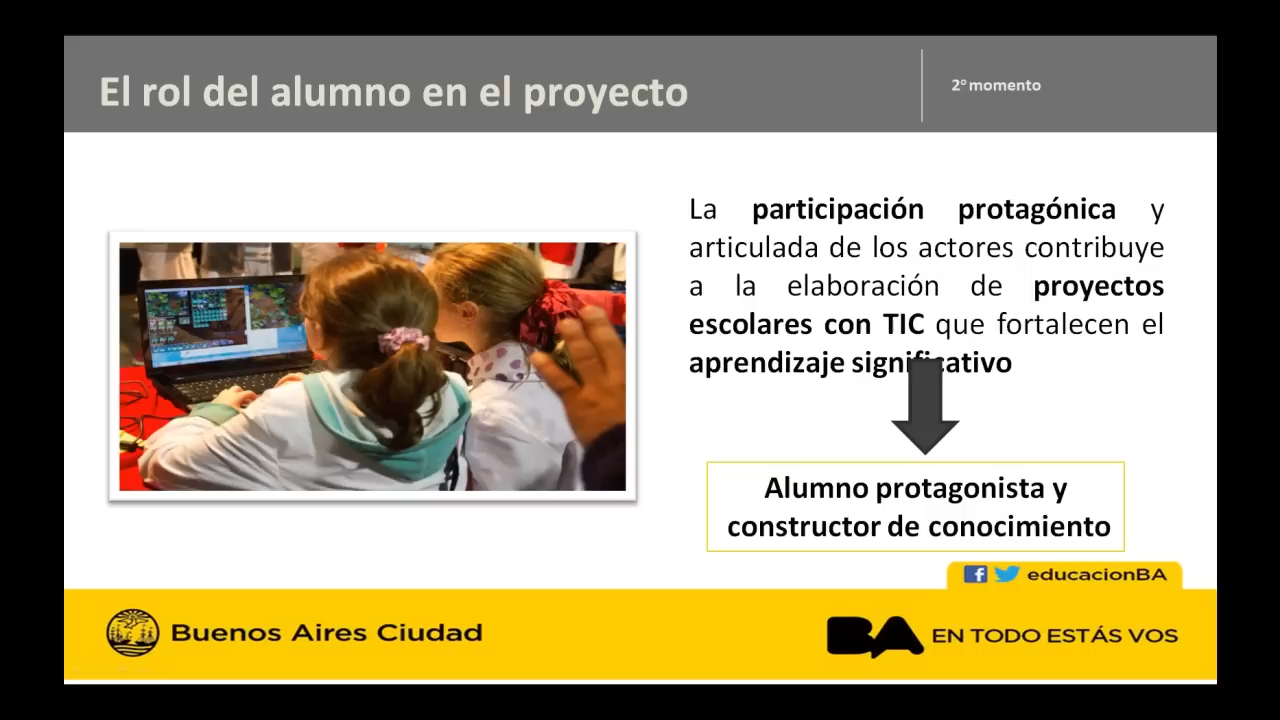 El rol del alumno en el proyecto
2º momento
La participación protagónica y
articulada de los actores contribuye
a la elaboración de proyectos
escolares con TIC que fortalecen el
aprendizaje significativo
Alumno protagonista y
constructor de conocimiento
educacionBA
Buenos Aires Ciudad
BA EN TODO ESTÁS VOS